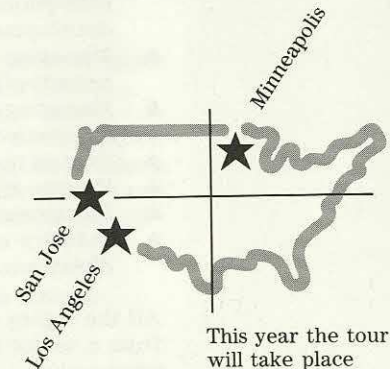 Minneapolis
San Jose
Los Angeles
This year the tour
will take place